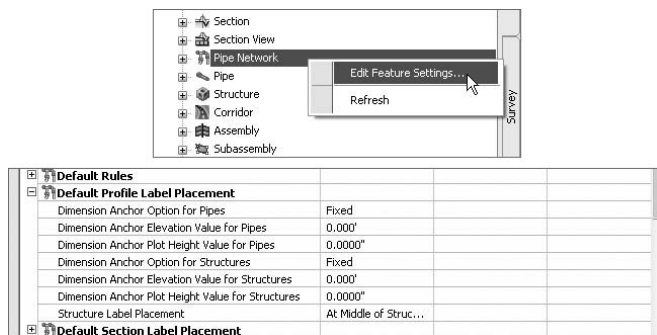 Section
Section View
Pipe Network
Edit Feature Settings...
Pipe
Structure
Refresh
Corridor
Assembly
Subassembly
Survey
Default Rules
Default Profile Label Placement
Dimension Anchor Option for Pipes Fixed
Dimension Anchor Elevation Value for Pipes 0.000'
Dimension Anchor Plot Height Value for Pipes 0.0000"
Dimension Anchor Option for Structures Fixed
Dimension Anchor Elevation Value for Structures 0.000'
Dimension Anchor Plot Height Value for Structures 0.0000"
Structure Label Placement At Middle of Struc...
Default Section Label Placement